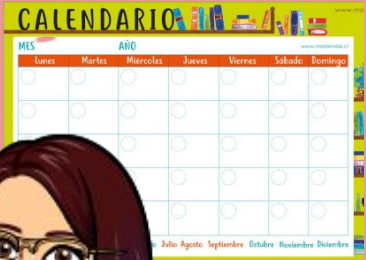 CALENDARIO
MES AÑO
Lunes Martes Miércoles Jueves Viernes Sábado Domingo
Julio Agosto Septiembre Octubre Noviembre Diciembre